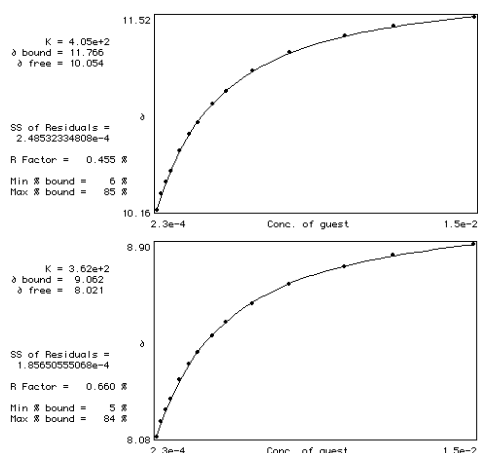 11.52
K = 4.05e+2
∂ bound = 11.766
∂ free = 10.054
∂
SS of Residuals =
2.48532334808e-4
R Factor = 0.455 %
Min % bound = 6 %
Max % bound = 85 %
10.16
2.3e-4 Conc. of guest 1.5e-2
8.90
K = 3.62e+2
∂ bound = 9.062
∂ free = 8.021
∂
SS of Residuals =
1.85650555068e-4
R Factor = 0.660 %
Min % bound = 5 %
Max % bound = 84 %
8.08
2.3e-4 Conc. of guest 1.5e-2